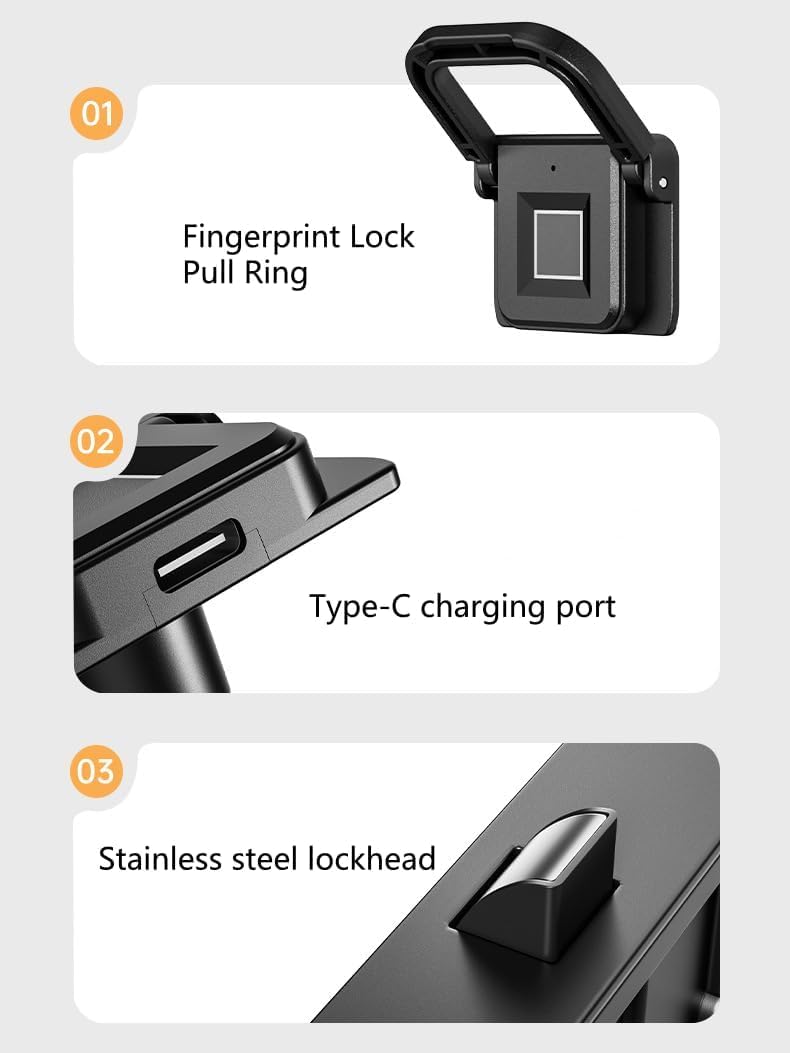 01
Fingerprint Lock
Pull Ring
02
Type-C charging port
03
Stainless steel lockhead